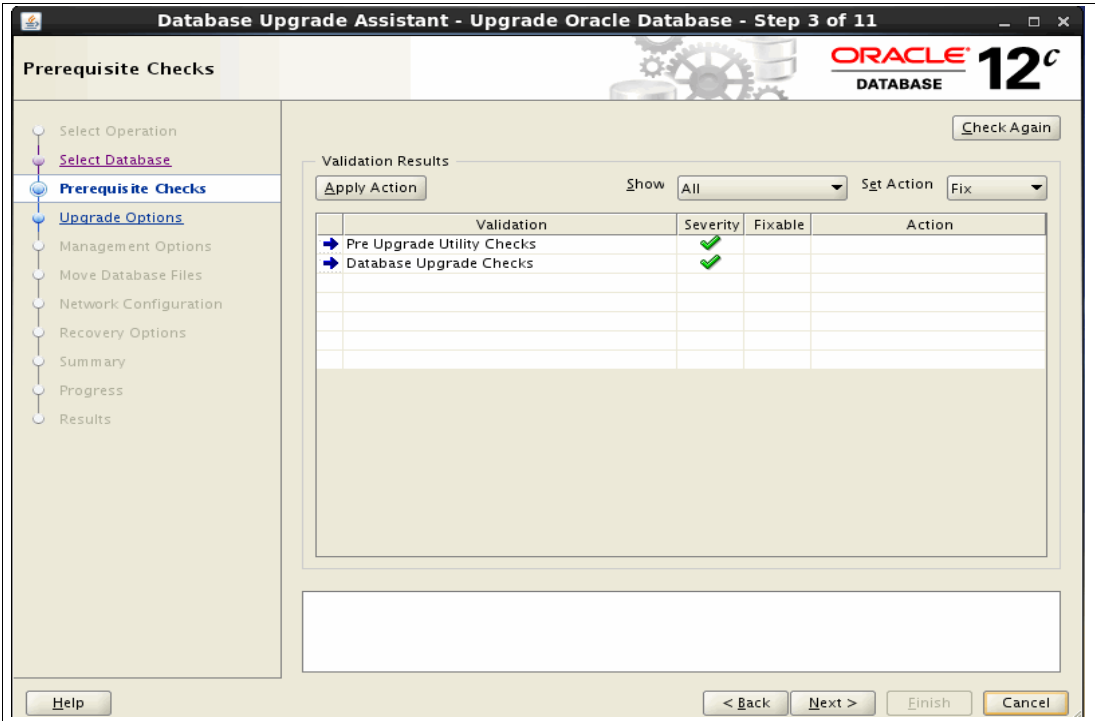 Database Upgrade Assistant - Upgrade Oracle Database - Step 3 of 11
Prerequisite Checks
ORACLE
DATABASE
12c
Select Operation
Select Database
Prerequisite Checks
Upgrade Options
Management Options
Move Database Files
Network Configuration
Recovery Options
Summary
Progress
Results
Check Again
Validation Results
Apply Action
Show All
Set Action Fix
Validation Severity Fixable Action
Pre Upgrade Utility Checks
Database Upgrade Checks
Help
< Back
Next >
Finish
Cancel